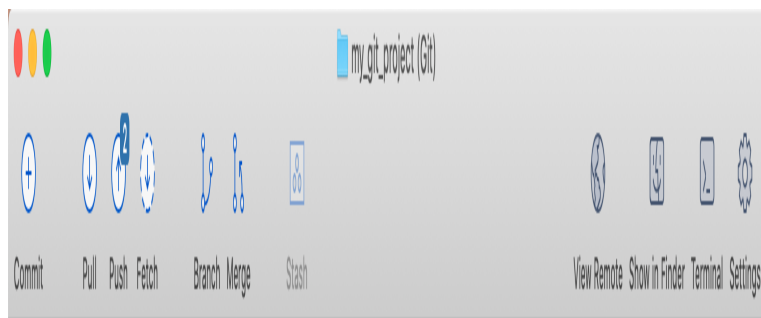 my_git_project (Git)
2
Commit Pull Push Fetch Branch Merge Stash View Remote Show in Finder Terminal Settings